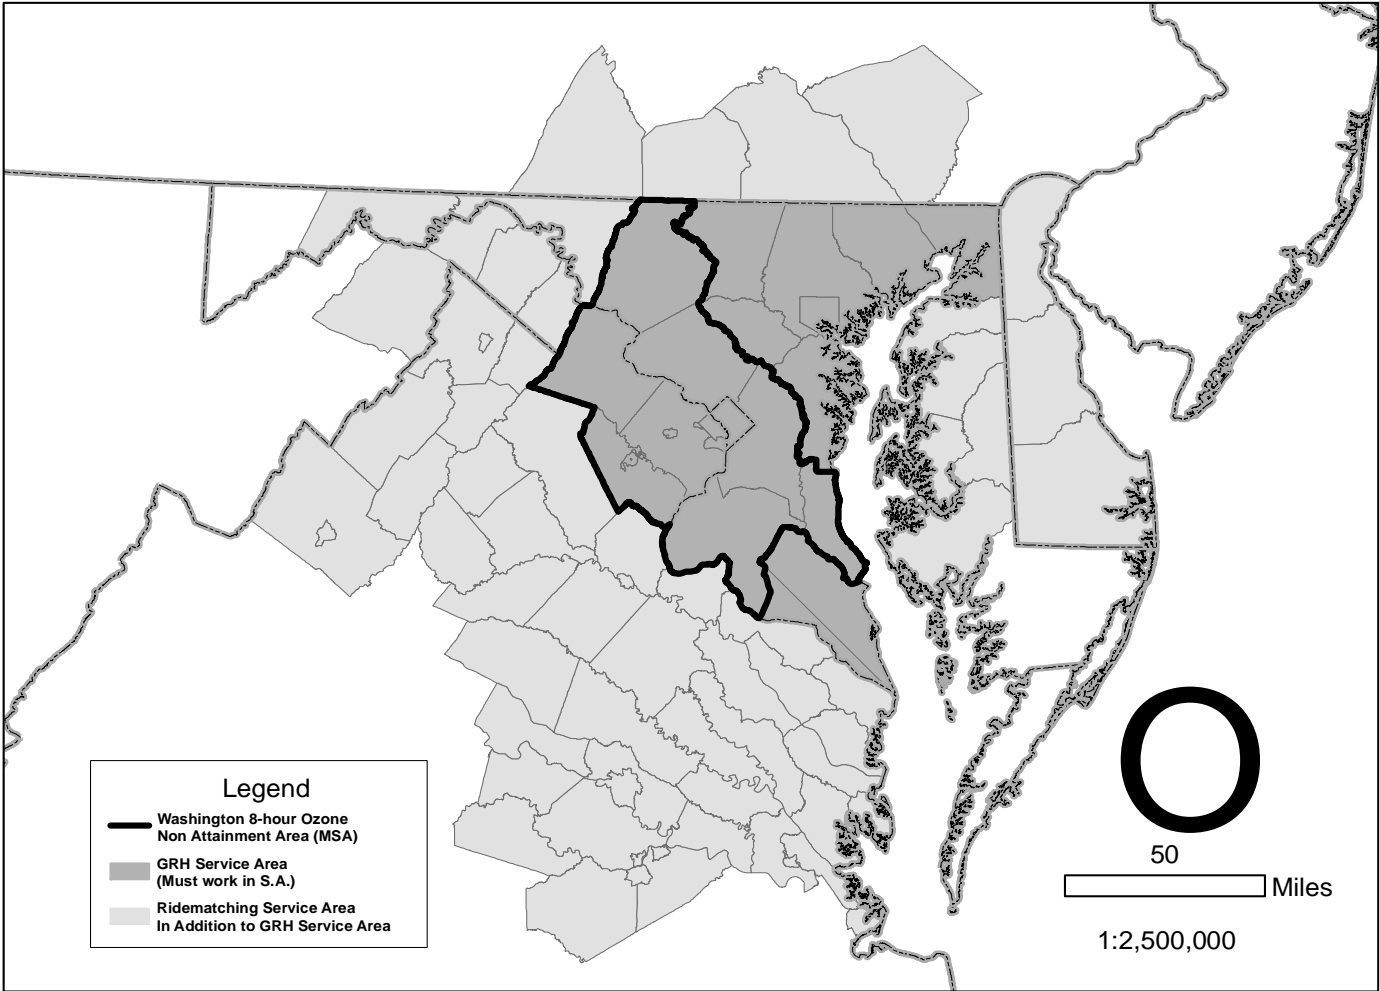 Legend
Washington 8-hour Ozone
Non Attainment Area (MSA)
GRH Service Area
(Must work in S.A.)
Ridematching Service Area
In Addition to GRH Service Area
O
50
Miles
1:2,500,000